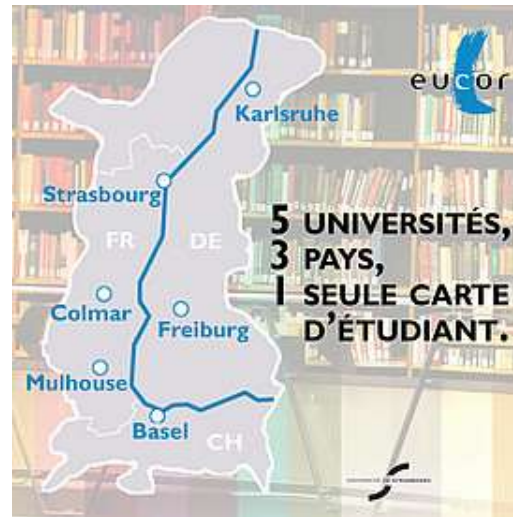 eucor
Karlsruhe
Strasbourg
5 UNIVERSITÉS,
FR DE
3 PAYS,
1 SEULE CARTE
Colmar
Freiburg
D'ÉTUDIANT.
Mulhouse
Basel
CH